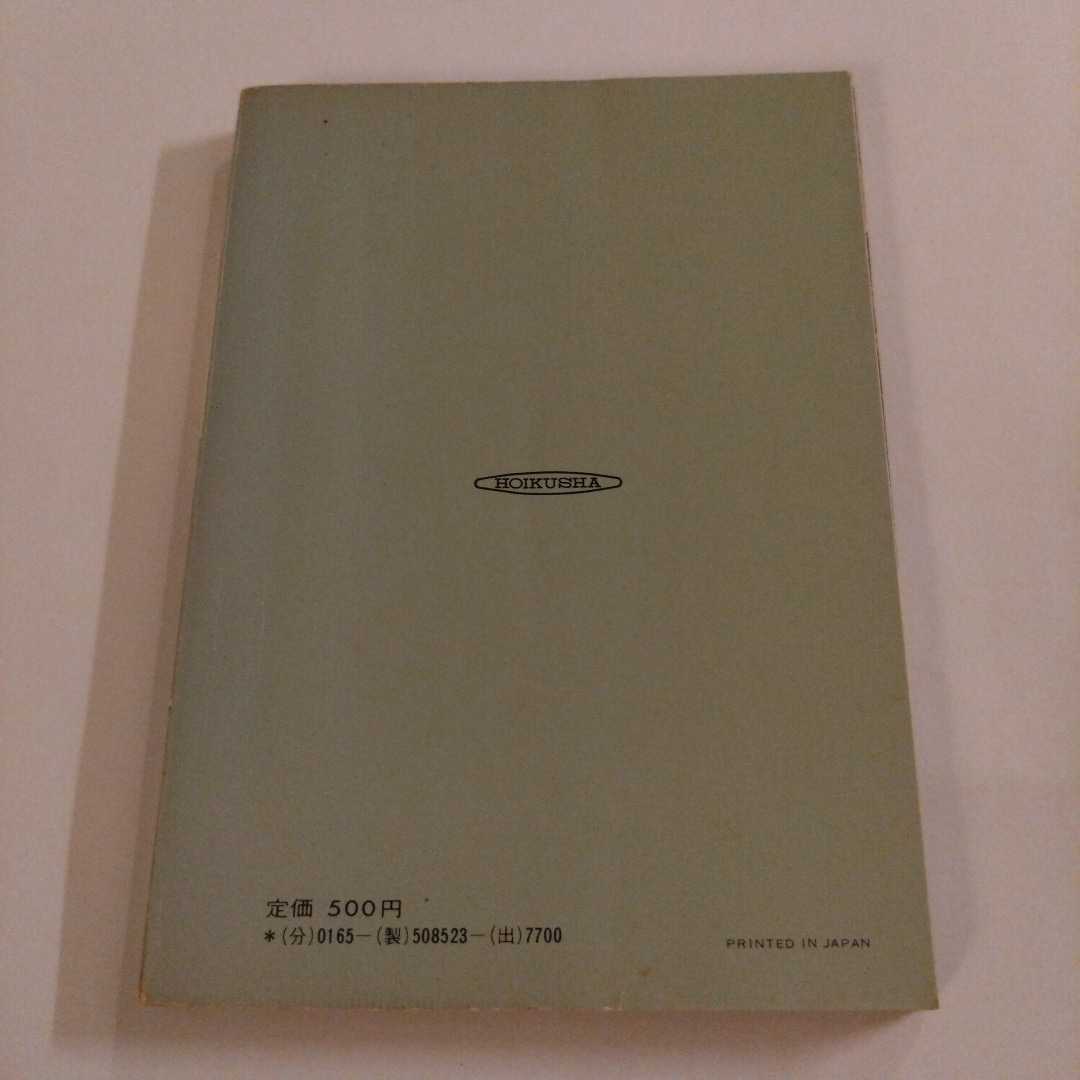 HOIKUSHA
定価 500円
*(分)0165-(製)508523-(出)7700
PRINTED IN JAPAN